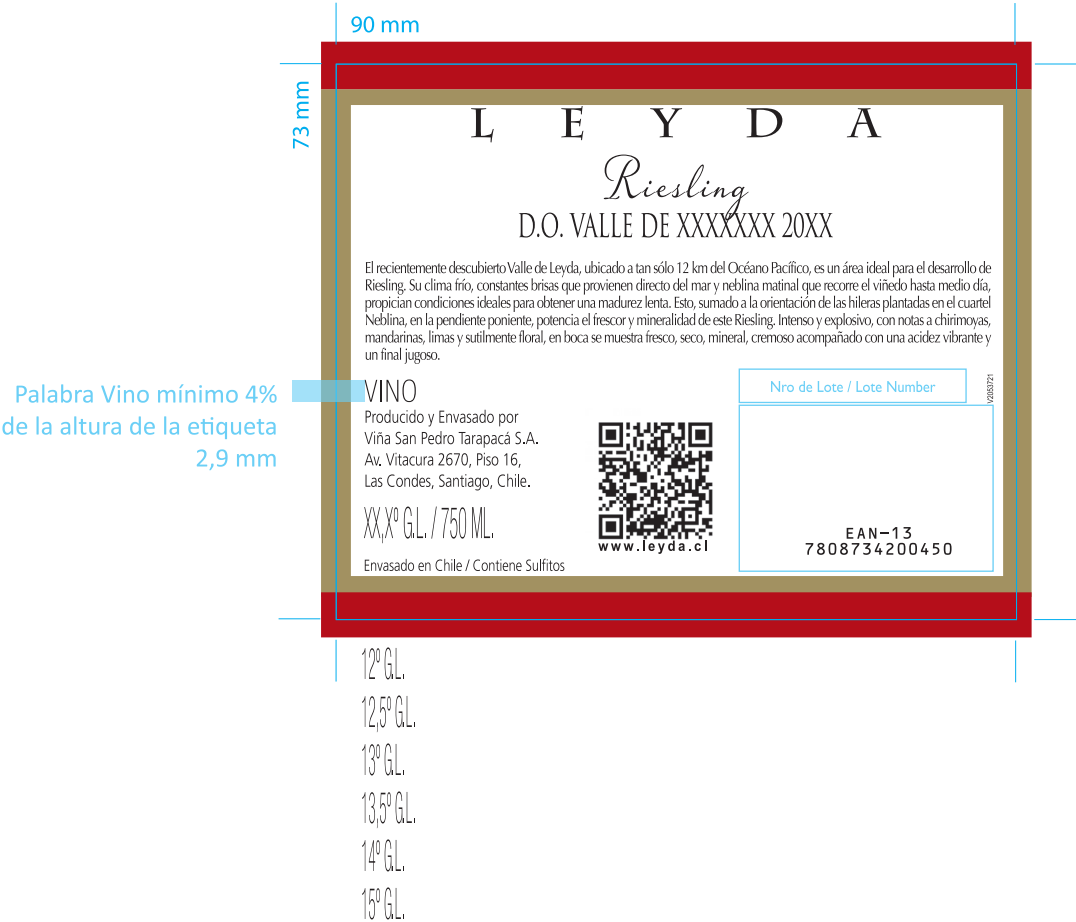 90 mm
73 mm
L E Y D A
Riesling
D.O. VALLE DE XXXXXXX 20XX
El recientemente descubierto Valle de Leyda, ubicado a tan sólo 12 km del Océano Pacífico, es un área ideal para el desarrollo de
Riesling. Su clima frío, constantes brisas que provienen directo del mar y neblina matinal que recorre el viñedo hasta medio día,
propician condiciones ideales para obtener una madurez lenta. Esto, sumado a la orientación de las hileras plantadas en el cuartel
Neblina, en la pendiente poniente, potencia el frescor y mineralidad de este Riesling. Intenso y explosivo, con notas a chirimoyas,
mandarinas, limas y sutilmente floral, en boca se muestra fresco, seco, mineral, cremoso acompañado con una acidez vibrante y
un final jugoso.
Palabra Vino mínimo 4%
de la altura de la etiqueta
2,9 mm
VINO
Producido y Envasado por
Viña San Pedro Tarapacá S.A.
Av. Vitacura 2670, Piso 16,
Las Condes, Santiago, Chile.
XX,Xº G.L. / 750 ML.
Envasado en Chile / Contiene Sulfitos
www.leyda.cl
Nro de Lote / Lote Number
V2053721
EAN-13
7808734200450
12º G.L.
12,5º G.L.
13º G.L.
13,5º G.L.
14º G.L.
15º G.L.